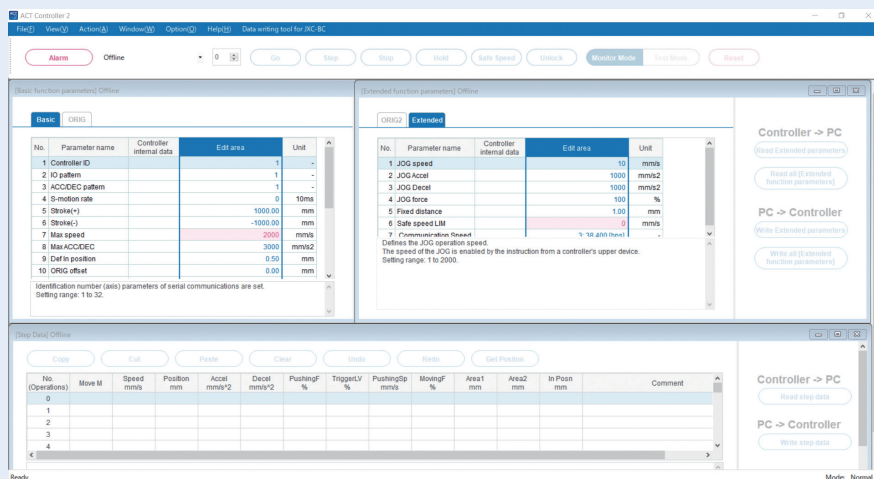 ACT Controller 2
File(F) View(V) Action(A) Window(W) Option(O) Help(H) Data writing tool for JXC-BC
Alarm Offline 0 Go Step Stop Hold Safe Speed Unlock Monitor Mode Test Mode Reset
[Basic function parameters] Offline
Basic ORIG
No. Parameter name Controller internal data Edit area Unit
1 Controller ID 1 -
2 IO pattern 1 -
3 ACC/DEC pattern 1 -
4 S-motion rate 0 10ms
5 Stroke(+) 1000.00 mm
6 Stroke(-) -1000.00 mm
7 Max speed 2000 mm/s
8 Max ACC/DEC 3000 mm/s2
9 Def In position 0.50 mm
10 ORIG offset 0.00 mm
Identification number (axis) parameters of serial communications are set.
Setting range: 1 to 32.
[Extended function parameters] Offline
ORIG2 Extended
No. Parameter name Controller internal data Edit area Unit
1 JOG speed 10 mm/s
2 JOG Accel 1000 mm/s2
3 JOG Decel 1000 mm/s2
4 JOG force 100 %
5 Fixed distance 1.00 mm
6 Safe speed LIM 0 mm/s
7 Communication Speed 3: 38,400 [bps] -
Defines the JOG operation speed.
The speed of the JOG is enabled by the instruction from a controller's upper device.
Setting range: 1 to 2000.
Controller -> PC
Read Extended parameters
Read all [Extended
function parameters]
PC -> Controller
Write Extended parameters
Write all [Extended
function parameters]
[Step Data] Offline
Copy Cut Paste Clear Undo Redo Get Position
No. (Operations) Move M Speed mm/s Position mm Accel mm/s^2 Decel mm/s^2 PushingF % TriggerLV % PushingSp mm/s MovingF % Area1 mm Area2 mm In Posn mm Comment
0
1
2
3
4
Controller -> PC
Read step data
PC -> Controller
Write step data
Ready Mode: Normal